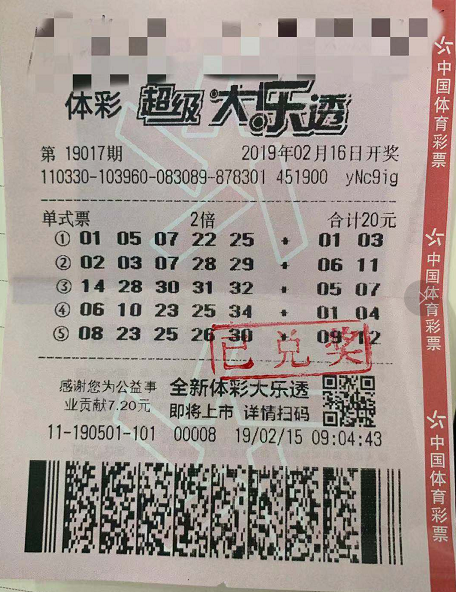 体彩 超级大乐透
第 19017期 2019年02月16日开奖
110330-103960-083089-878301 451900 yNc9ig
单式票 2倍 合计20元
① 01 05 07 22 25 + 01 03
② 02 03 07 28 29 + 06 11
③ 14 28 30 31 32 + 05 07
④ 06 10 23 25 34 + 01 04
⑤ 08 23 25 26 30 + 09 12
已兑奖
感谢您为公益事
业贡献7.20元
全新体彩大乐透
即将上市 详情扫码
11-190501-101 00008 19/02/15 09:04:43
中国体育彩票
中国体育彩票
中国体育彩票